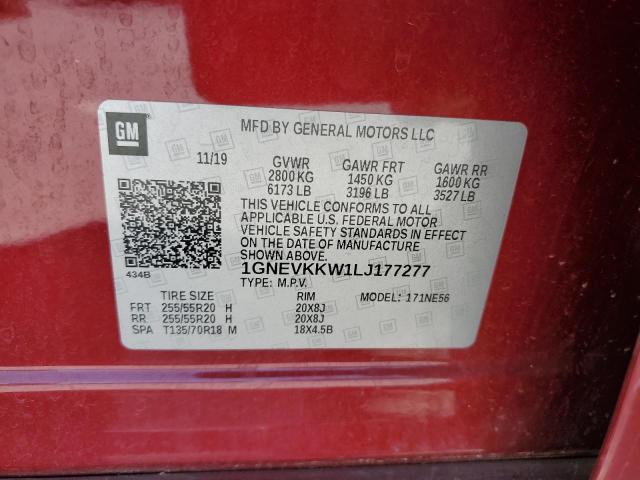 GM
MFD BY GENERAL MOTORS LLC
11/19 GVWR GAWR FRT GAWR RR
2800 KG 1450 KG 1600 KG
6173 LB 3196 LB 3527 LB
THIS VEHICLE CONFORMS TO ALL
APPLICABLE U.S. FEDERAL MOTOR
VEHICLE SAFETY STANDARDS IN EFFECT
ON THE DATE OF MANUFACTURE
SHOWN ABOVE.
434B
1GNEVKKW1LJ177277
TYPE: M.P.V.
TIRE SIZE RIM MODEL: 171NE56
FRT 255/55R20 H 20X8J
RR 255/55R20 H 20X8J
SPA T135/70R18 M 18X4.5B